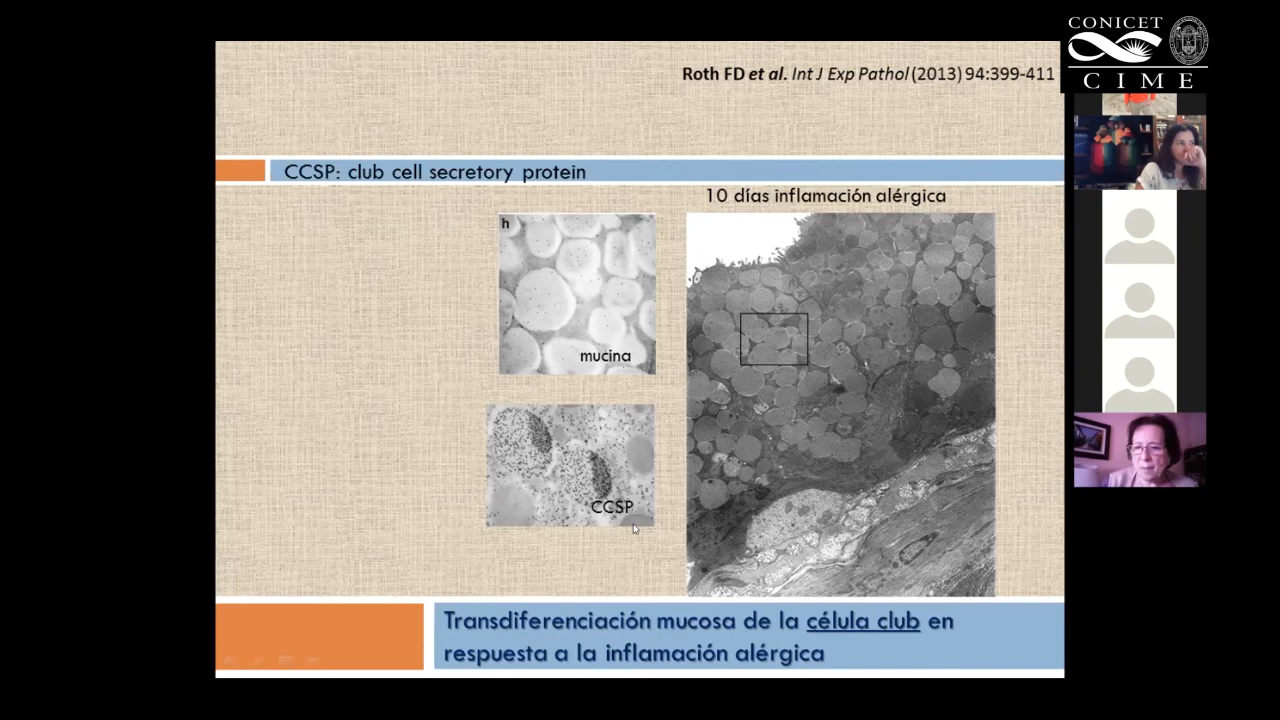 CONICET
CIME
Roth FD et al. Int J Exp Pathol (2013) 94:399-411
CCSP: club cell secretory protein
10 días inflamación alérgica
h
mucina
CCSP
Transdiferenciación mucosa de la célula club en
respuesta a la inflamación alérgica